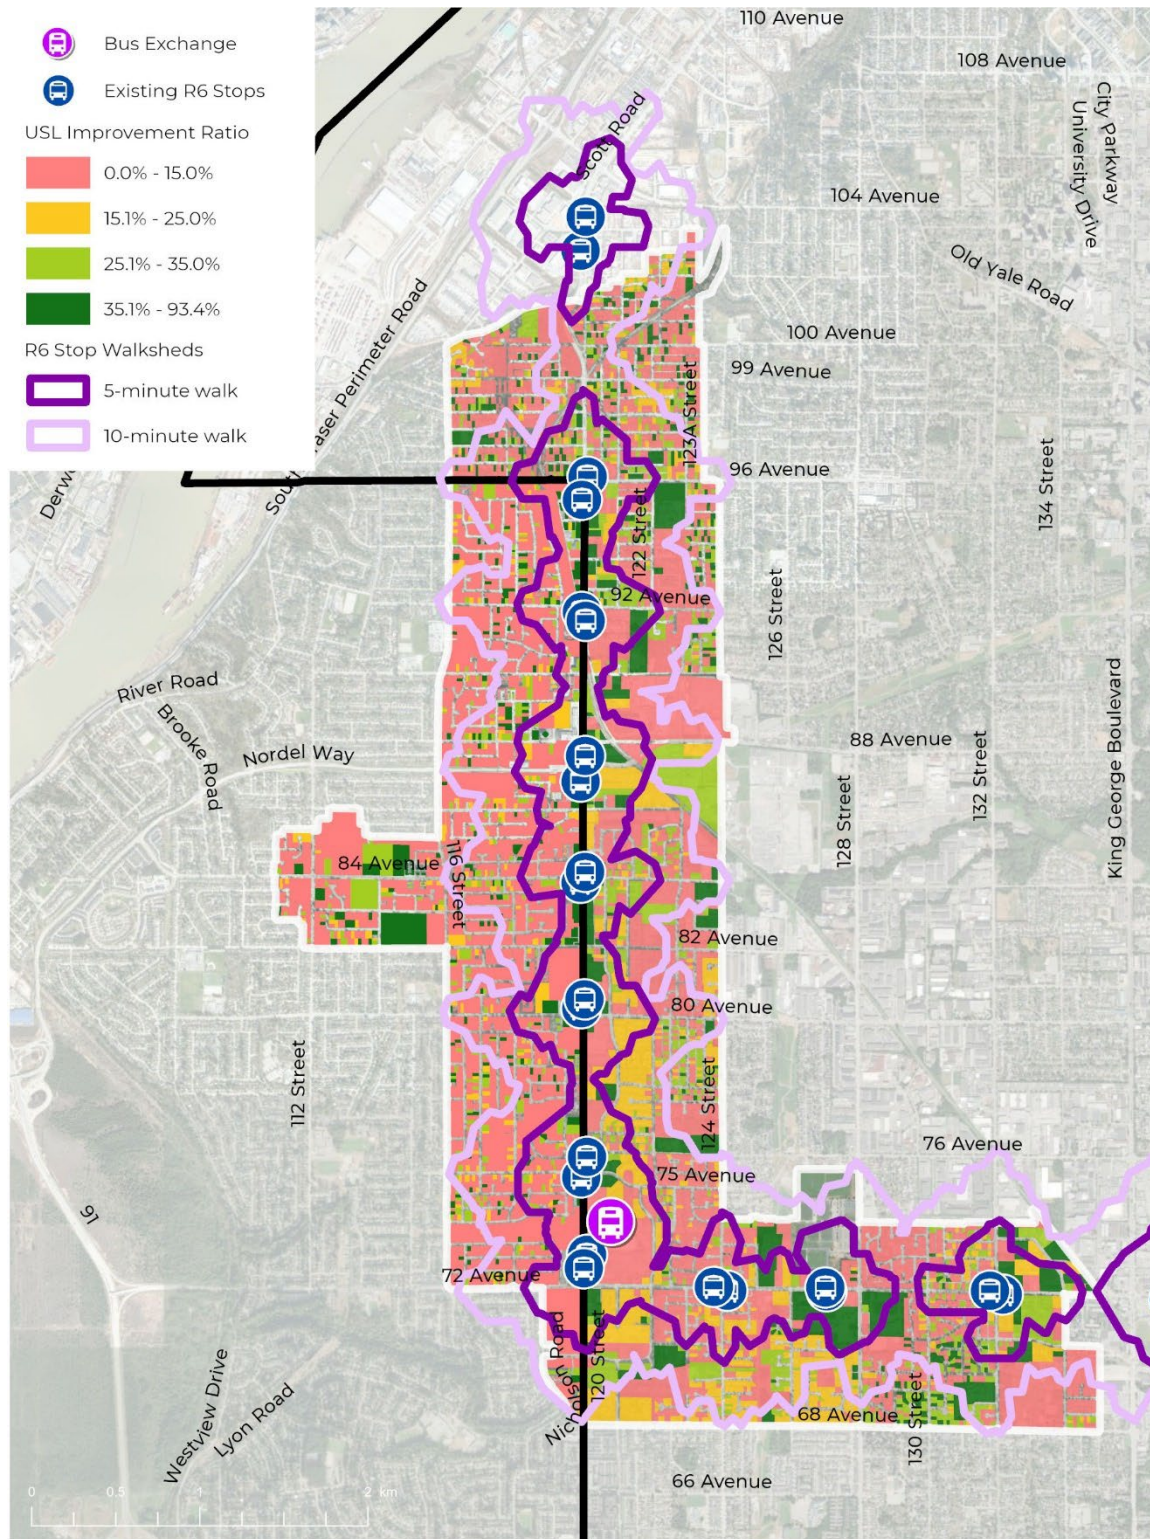 Bus Exchange
Existing R6 Stops
USL Improvement Ratio
0.0% - 15.0%
15.1% - 25.0%
25.1% - 35.0%
35.1% - 93.4%
R6 Stop Walksheds
5-minute walk
10-minute walk
110 Avenue
108 Avenue
City Parkway
University Drive
Scott Road
104 Avenue
Old Yale Road
100 Avenue
99 Avenue
123A Street
South Fraser Perimeter Road
96 Avenue
134 Street
122 Street
92 Avenue
126 Street
River Road
Brooke Road
Nordel Way
88 Avenue
132 Street
King George Boulevard
128 Street
84 Avenue
116 Street
82 Avenue
80 Avenue
112 Street
124 Street
76 Avenue
75 Avenue
91
72 Avenue
120 Street
Nicholson Road
Westview Drive
Lyon Road
68 Avenue
130 Street
66 Avenue
0 0.5 1 2 km